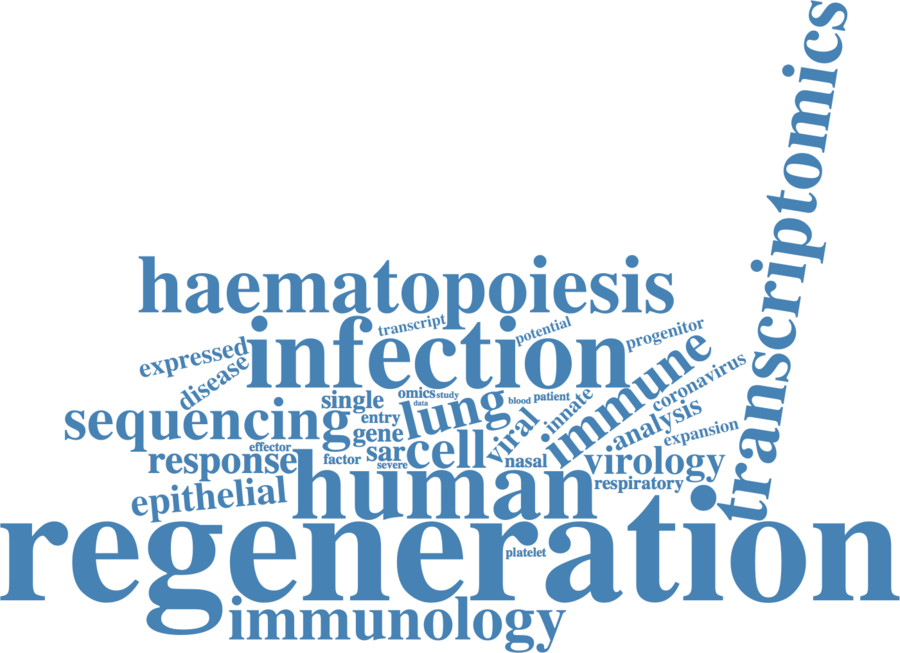 transcriptomics
haematopoiesis
infection
transcript
potential
progenitor
expressed
disease
immune
coronavirus
sequencing
single
omics
study
data
blood
patient
innate
entry
lung
viral
analysis
expansion
gene
effector
response
factor
sar
severe
cell
nasal
virology
respiratory
epithelial
human
regeneration
platelet
immunology